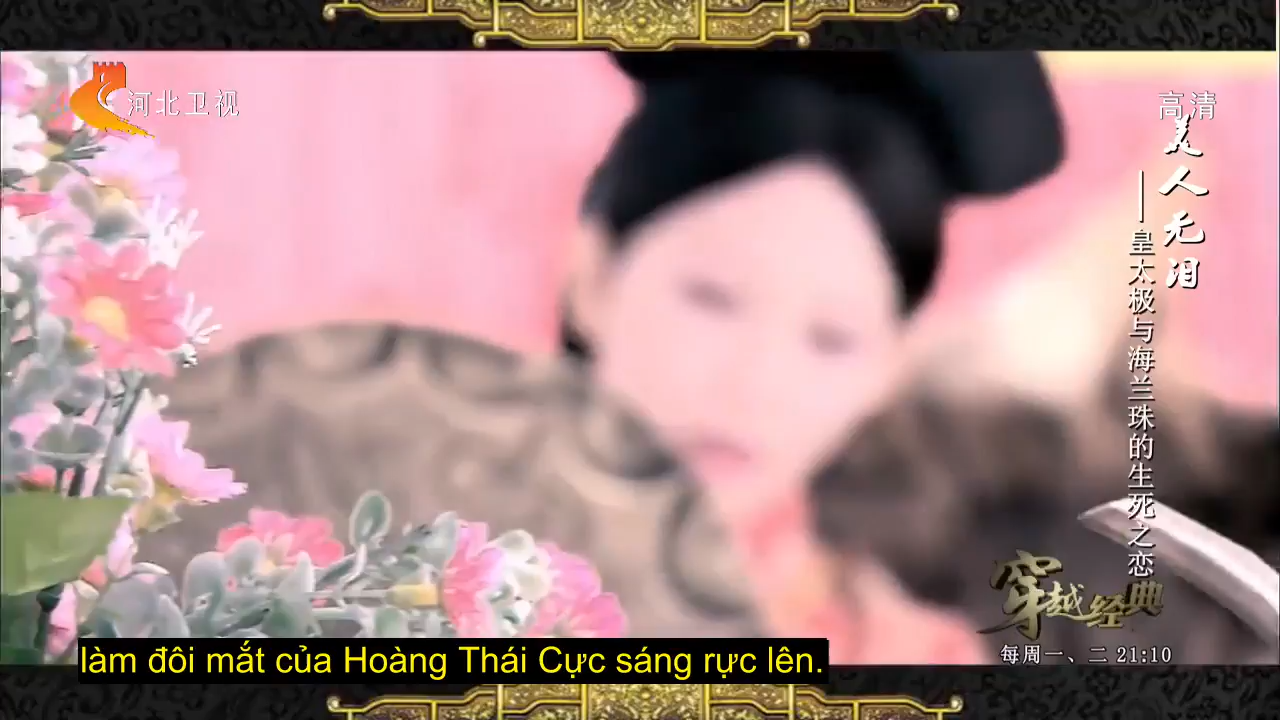 河北卫视
高清
美人无泪
——皇太极与海兰珠的生死之恋
穿越经典
每周一、二 21:10
làm đôi mắt của Hoàng Thái Cực sáng rực lên.